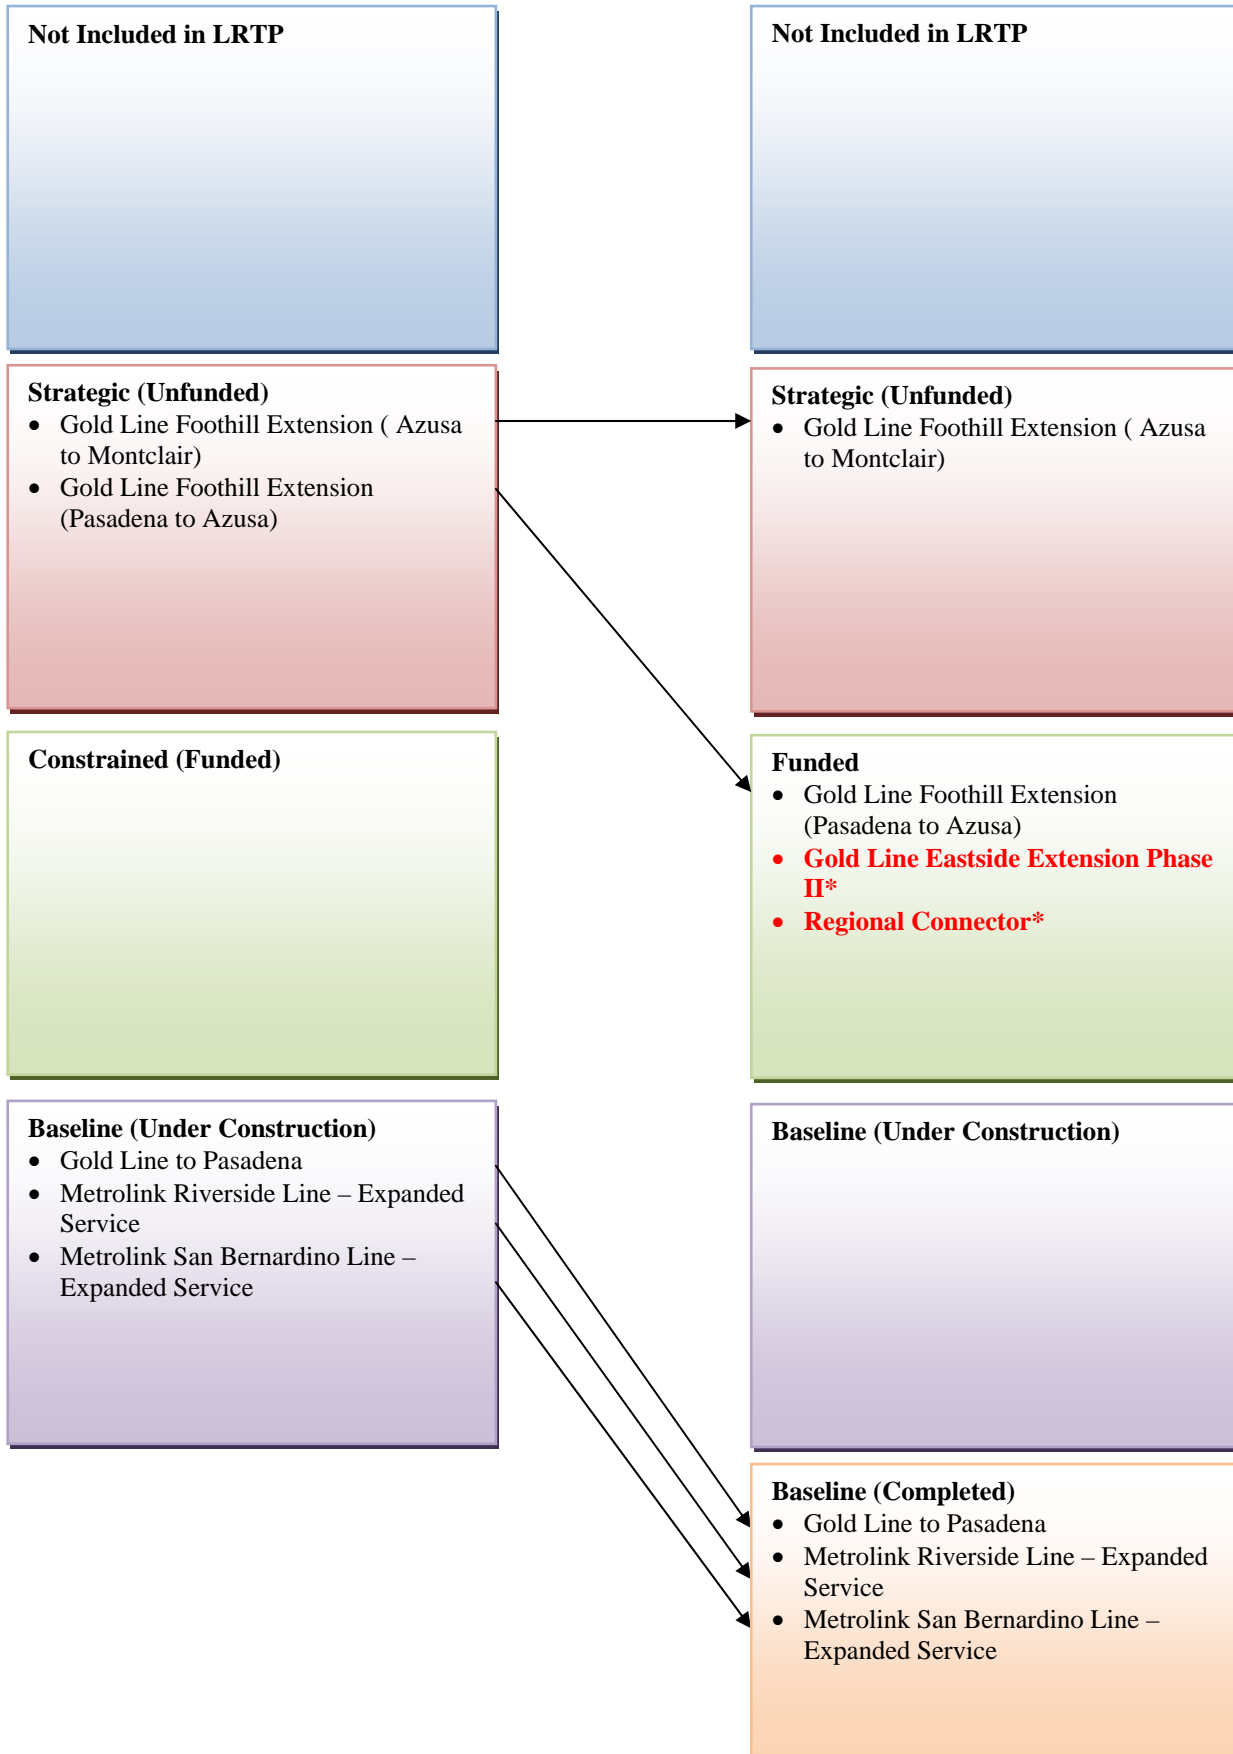 Not Included in LRTP
Strategic (Unfunded)
• Gold Line Foothill Extension ( Azusa
to Montclair)
• Gold Line Foothill Extension
(Pasadena to Azusa)
Constrained (Funded)
Baseline (Under Construction)
• Gold Line to Pasadena
• Metrolink Riverside Line – Expanded
Service
• Metrolink San Bernardino Line –
Expanded Service
Not Included in LRTP
Strategic (Unfunded)
• Gold Line Foothill Extension ( Azusa
to Montclair)
Funded
• Gold Line Foothill Extension
(Pasadena to Azusa)
• Gold Line Eastside Extension Phase
II*
• Regional Connector*
Baseline (Under Construction)
Baseline (Completed)
• Gold Line to Pasadena
• Metrolink Riverside Line – Expanded
Service
• Metrolink San Bernardino Line –
Expanded Service